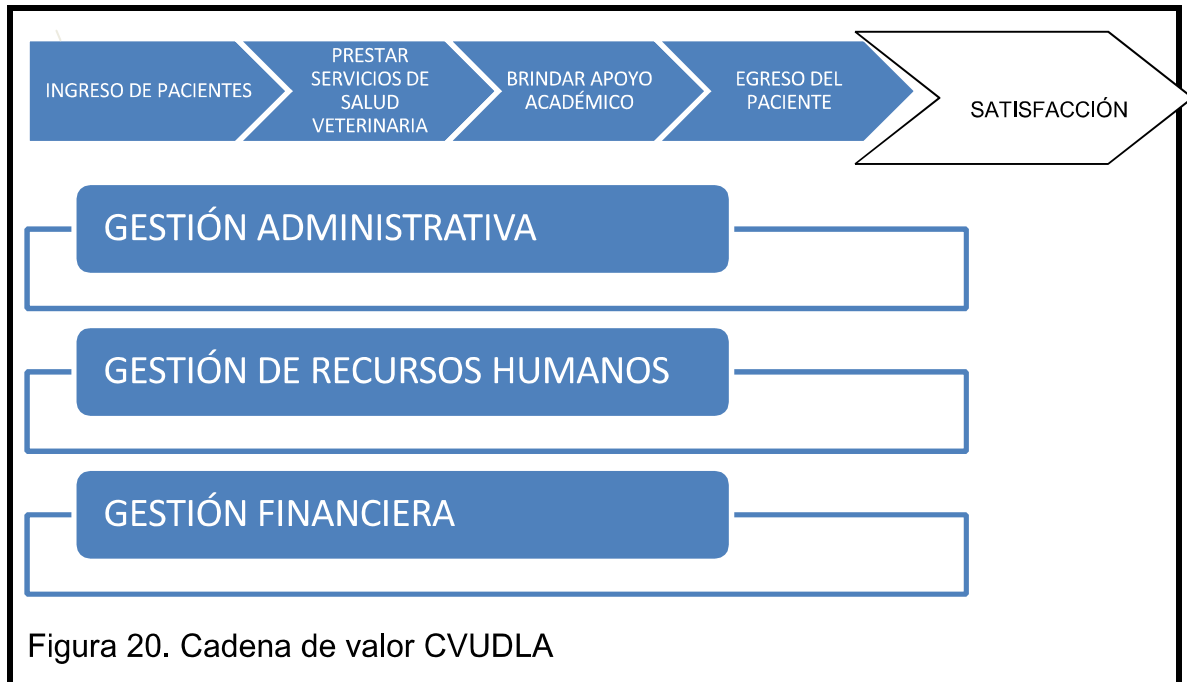 INGRESO DE PACIENTES
PRESTAR
SERVICIOS DE
SALUD
VETERINARIA
BRINDAR APOYO
ACADÉMICO
EGRESO DEL
PACIENTE
SATISFACCIÓN
GESTIÓN ADMINISTRATIVA
GESTIÓN DE RECURSOS HUMANOS
GESTIÓN FINANCIERA
Figura 20. Cadena de valor CVUDLA